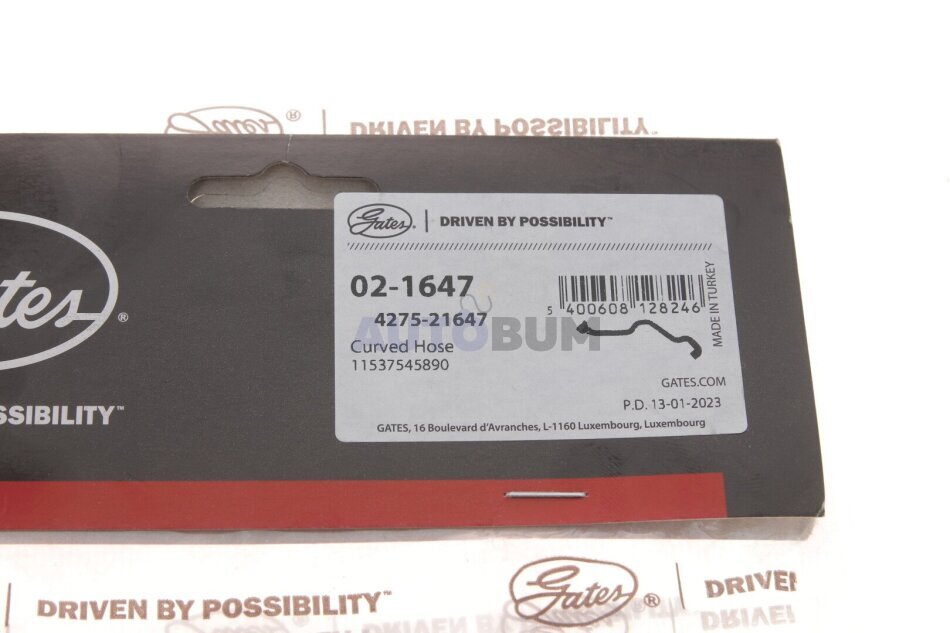 Gates® DRIVEN BY POSSIBILITY™
Gates® | DRIVEN BY POSSIBILITY™
02-1647
4275-21647
Curved Hose
11537545890
5 400608 128246
MADE IN TURKEY
AUTOBUM
GATES.COM
P.D. 13-01-2023
GATES, 16 Boulevard d'Avranches, L-1160 Luxembourg, Luxembourg
tes®
SSIBILITY™
DRIVEN BY POSSIBILITY™
Gates®
DRIVEN